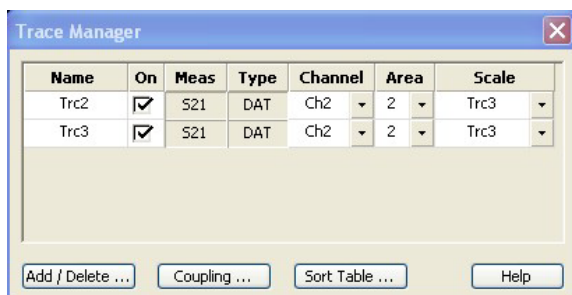 Trace Manager
Name On Meas Type Channel Area Scale
Trc2 S21 DAT Ch2 2 Trc3
Trc3 S21 DAT Ch2 2 Trc3
Add / Delete ... Coupling ... Sort Table ... Help